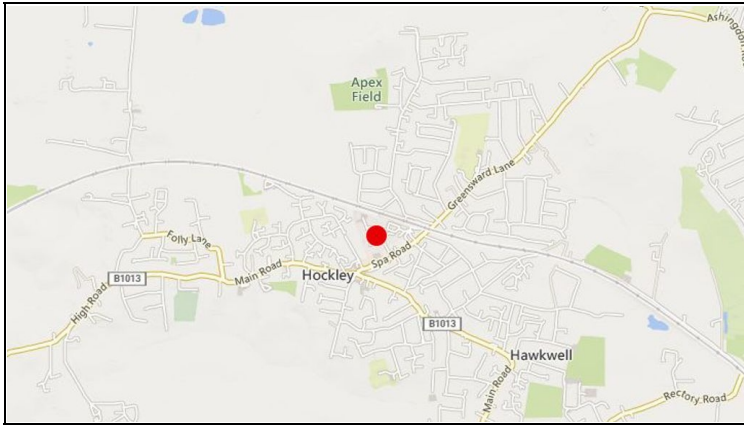 Ashingdon
Apex
Field
Greensward Lane
Folly Lane
Spa Road
Main Road
Hockley
B1013
High Road
B1013
Hawkwell
Main Road
Rectory Road